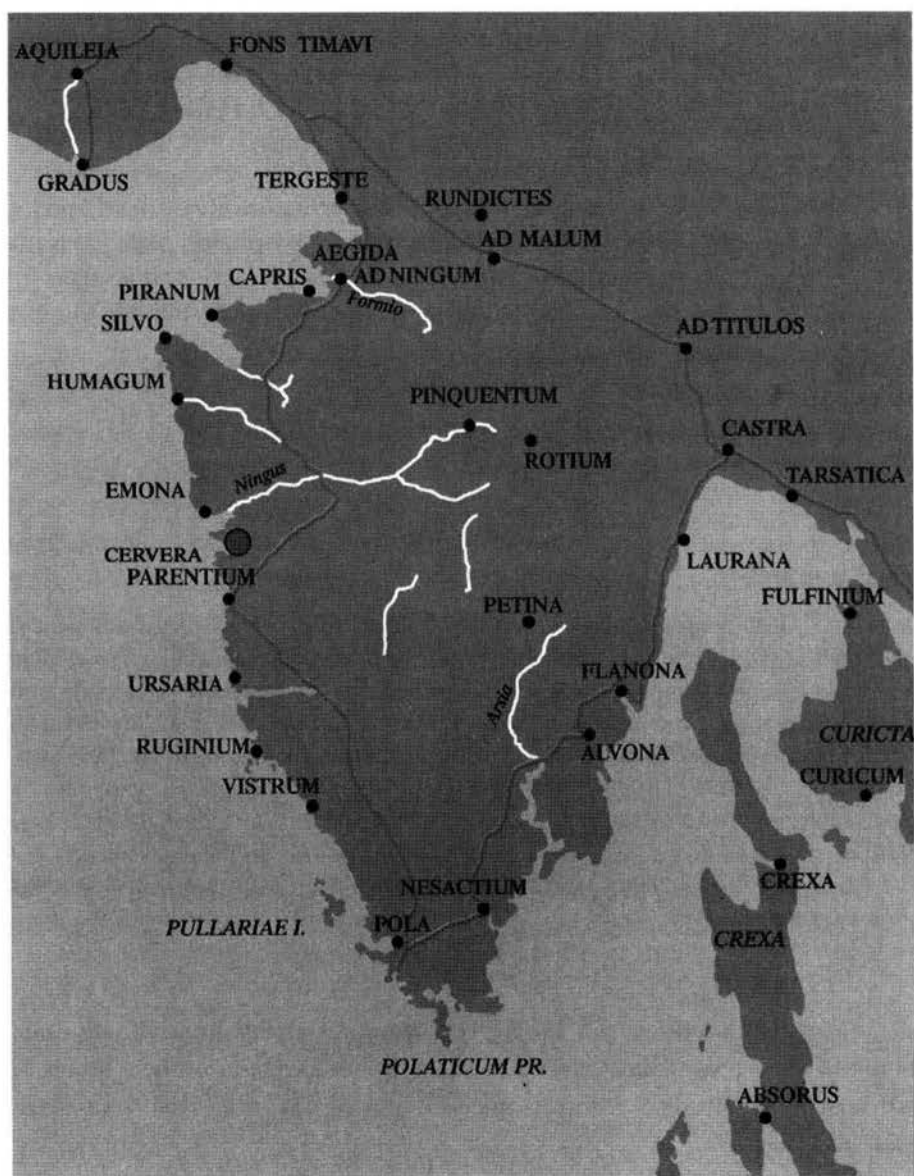 AQUILEIA
FONS TIMAVI
GRADUS
TERGESTE
RUNDICTES
AD MALUM
AEGIDA
CAPRIS
AD NINGUM
PIRANUM
Formio
SILVO
AD TITULOS
HUMAGUM
PINQUENTUM
CASTRA
ROTIUM
TARSATICA
Ningus
EMONA
CERVERA
LAURANA
PARENTIUM
PETINA
FULFINIUM
URSARIA
FLANONA
Arsia
RUGINIUM
ALVONA
CURICTA
VISTRUM
CURICUM
CREXA
NESACTIUM
PULLARIAE I.
POLA
CREXA
POLATICUM PR.
ABSORUS